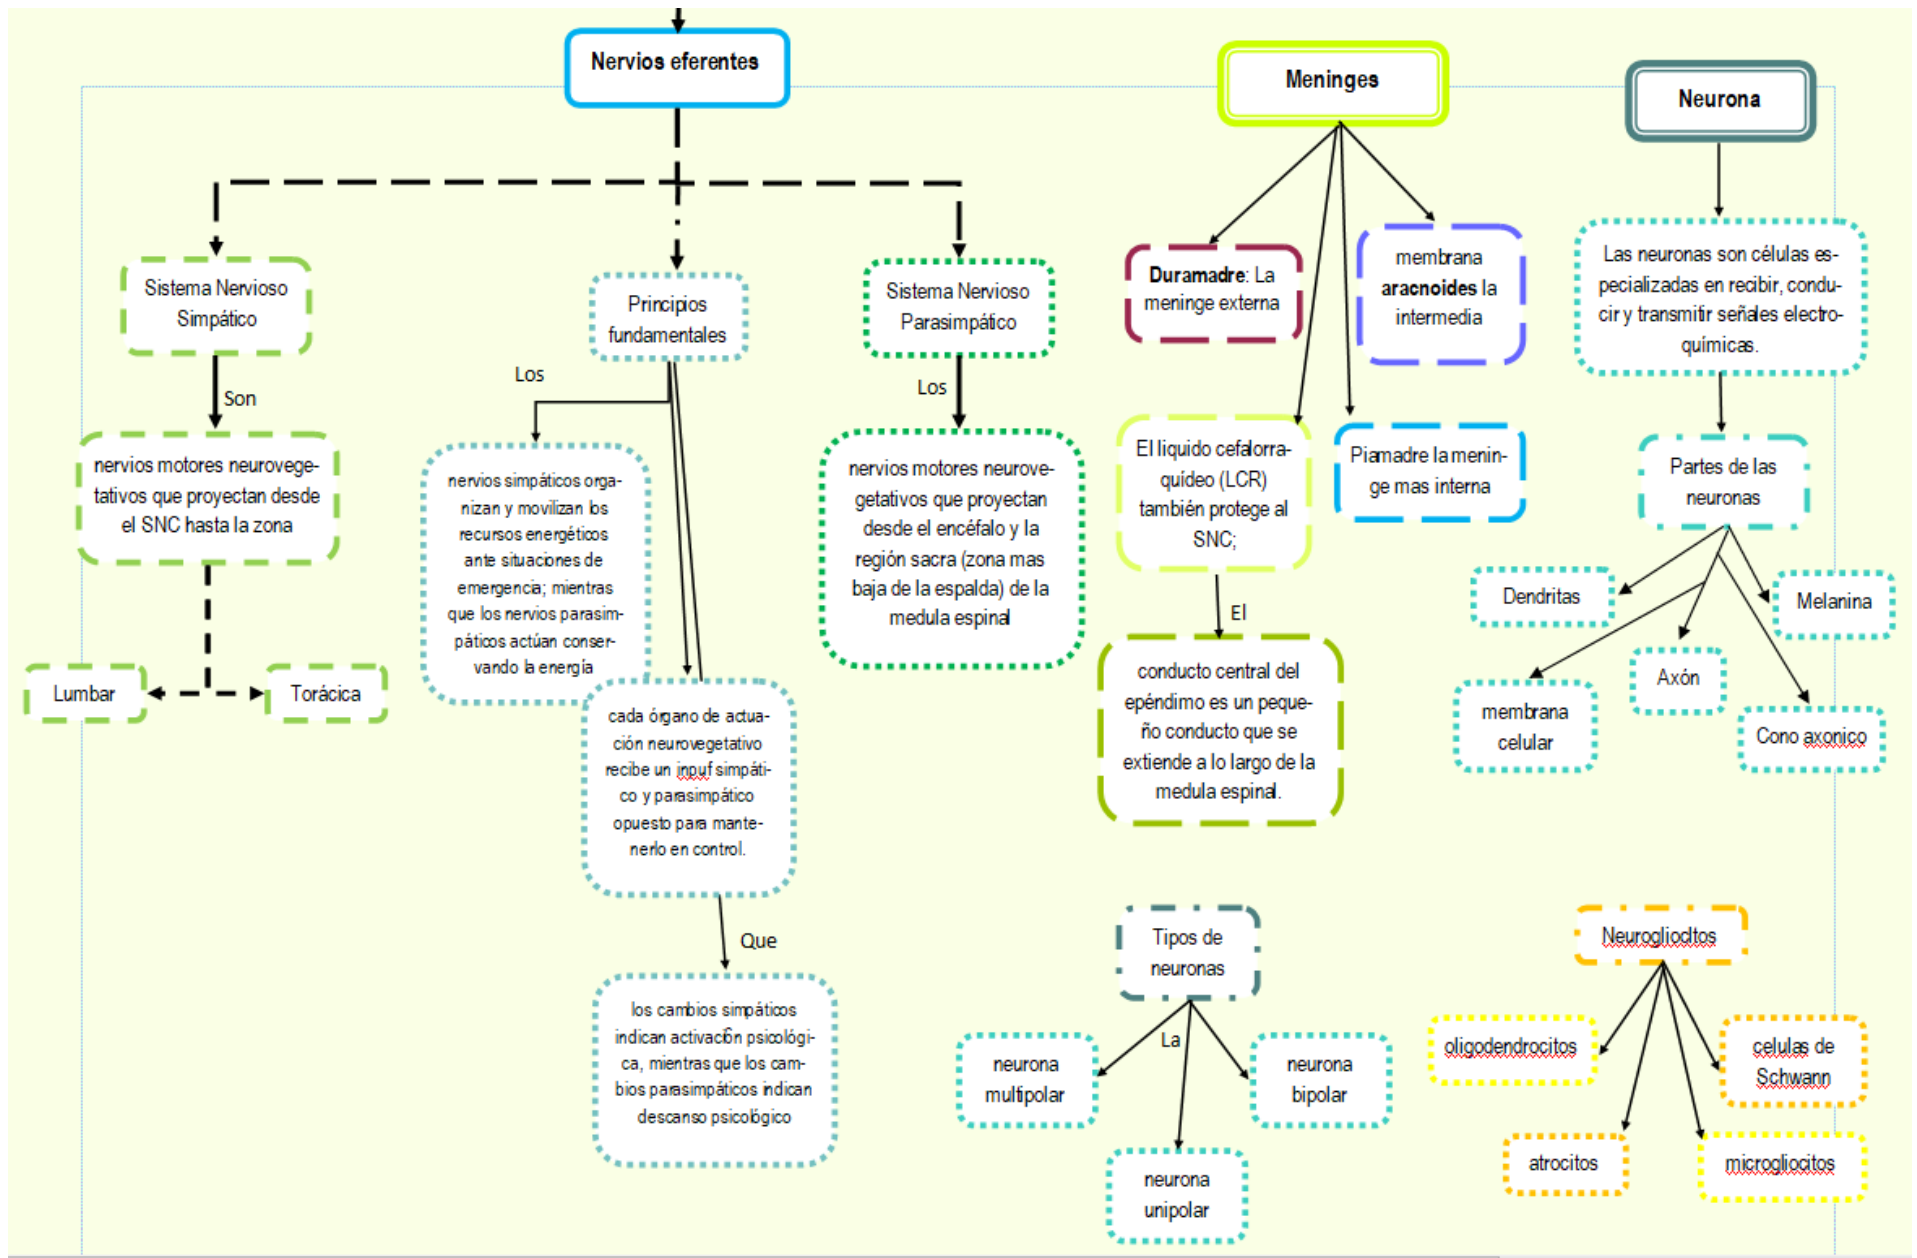 Nervios eferentes
Sistema Nervioso
Simpático
Son
nervios motores neurovege-
tativos que proyectan desde
el SNC hasta la zona
Lumbar
Torácica
Principios
fundamentales
Los
nervios simpáticos orga-
nizan y movilizan los
recursos energéticos
ante situaciones de
emergencia; mientras
que los nervios parasim-
páticos actúan conser-
vando la energía
cada órgano de actua-
ción neurovegetativo
recibe un inpuf simpáti-
co y parasimpático
opuesto para mante-
nerlo en control.
Que
los cambios simpáticos
indican activación psicológi-
ca, mientras que los cam-
bios parasimpáticos indican
descanso psicológico
Sistema Nervioso
Parasimpático
Los
nervios motores neurove-
getativos que proyectan
desde el encéfalo y la
región sacra (zona mas
baja de la espalda) de la
medula espinal
Meninges
Duramadre: La
meninge externa
membrana
aracnoides la
intermedia
El liquido cefalorra-
quídeo (LCR)
también protege al
SNC;
Piamadre la menin-
ge mas interna
El
conducto central del
epéndimo es un peque-
ño conducto que se
extiende a lo largo de la
medula espinal.
Neurona
Las neuronas son células es-
pecializadas en recibir, condu-
cir y transmitir señales electro-
químicas.
Partes de las
neuronas
Dendritas
Melanina
Axón
membrana
celular
Cono axonico
Tipos de
neuronas
La
neurona
multipolar
neurona
bipolar
neurona
unipolar
Neurogliocitos
oligodendrocitos
celulas de
Schwann
atrocitos
microgliocitos